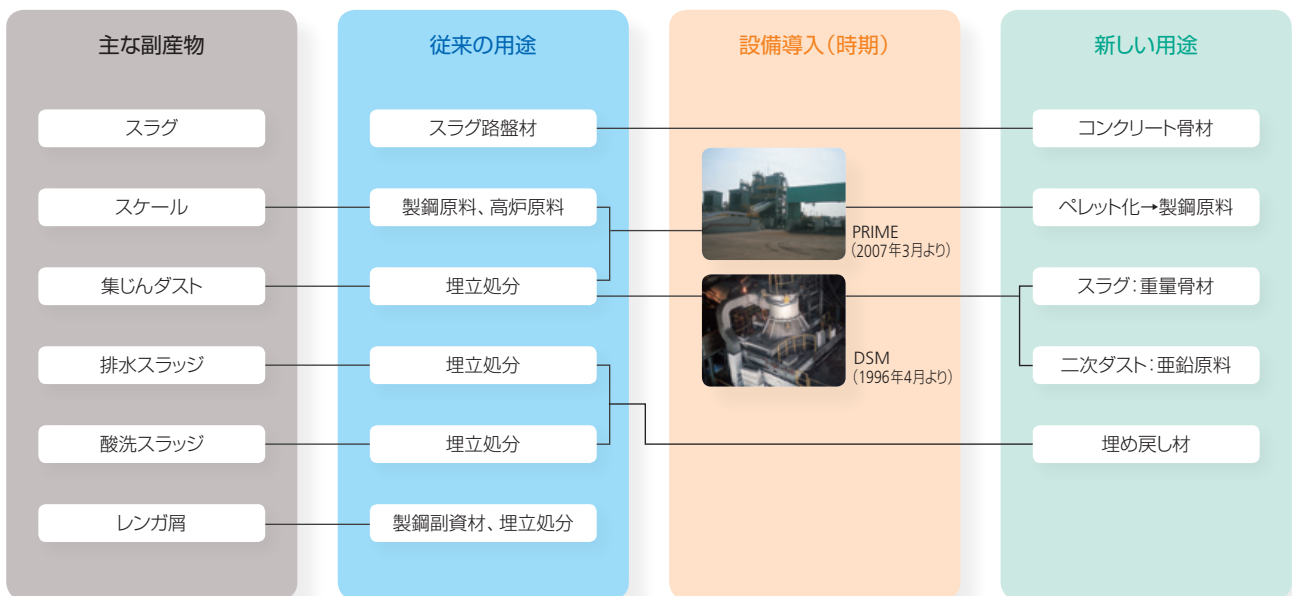 主な副産物
従来の用途
設備導入(時期)
新しい用途
スラグ
スラグ路盤材
コンクリート骨材
スケール
製鋼原料、高炉原料
ペレット化→製鋼原料
PRIME
(2007年3月より)
集じんダスト
埋立処分
スラグ:重量骨材
排水スラッジ
埋立処分
DSM
(1996年4月より)
二次ダスト:亜鉛原料
酸洗スラッジ
埋立処分
埋め戻し材
レンガ屑
製鋼副資材、埋立処分